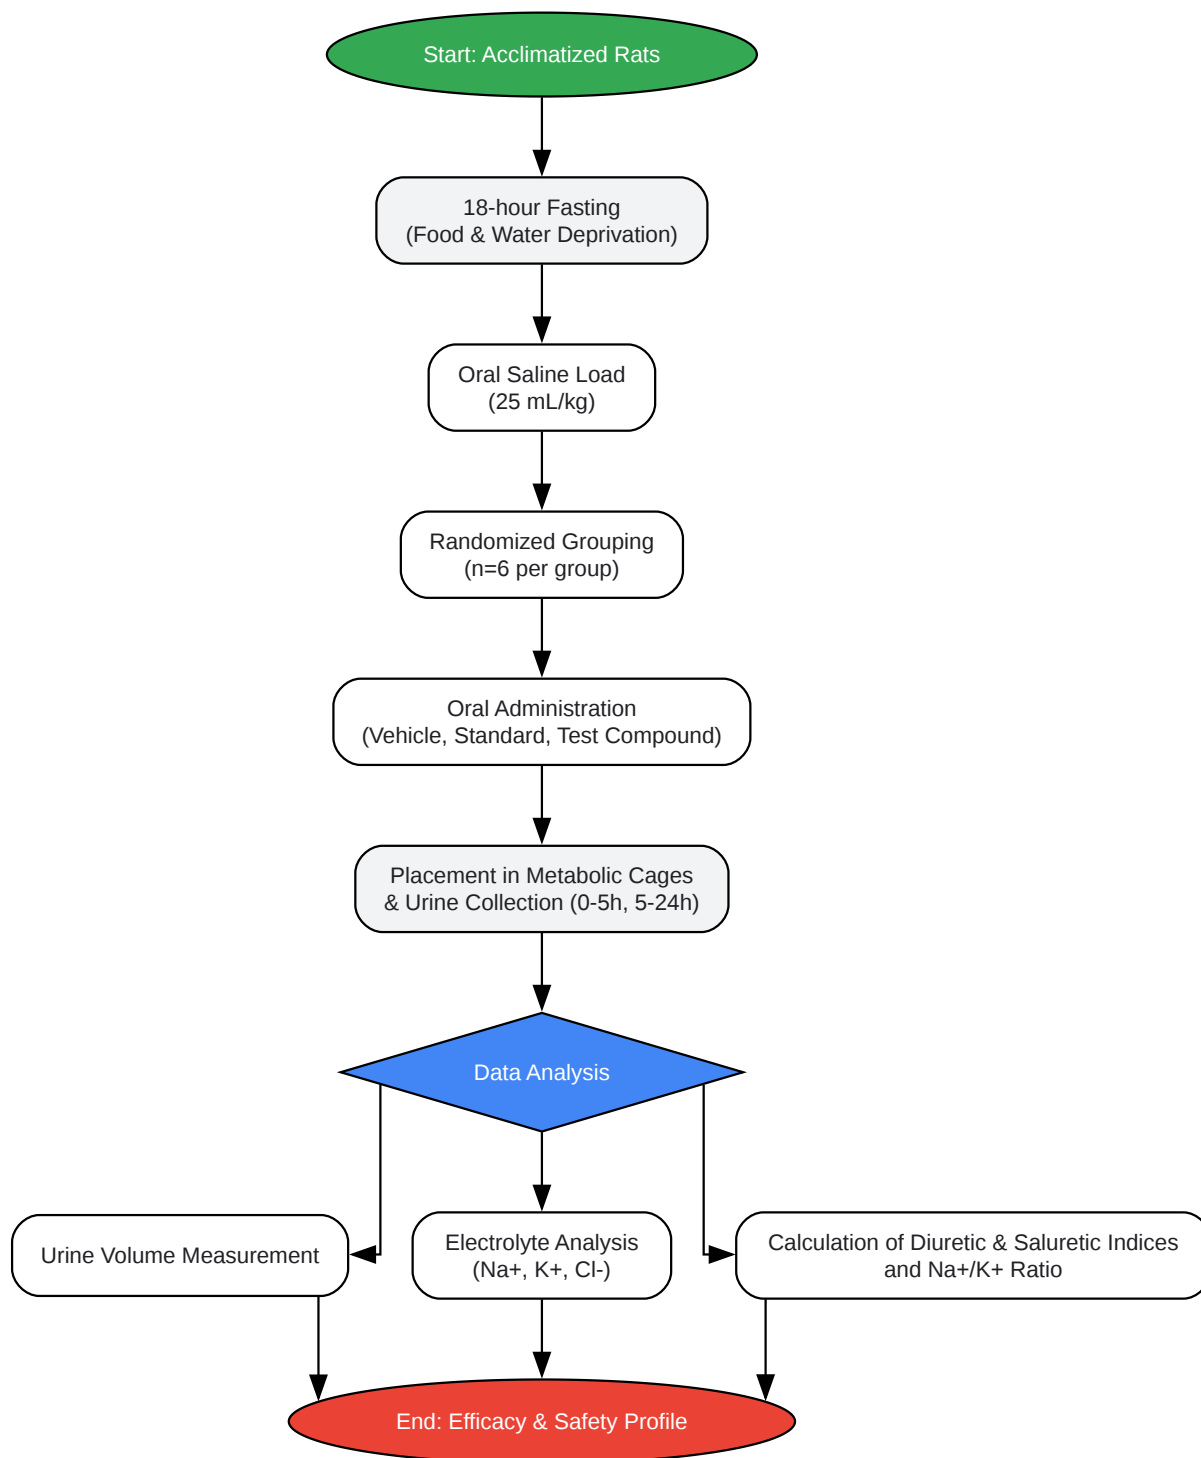 Start: Acclimatized Rats
18-hour Fasting
(Food & Water Deprivation)
Oral Saline Load
(25 mL/kg)
Randomized Grouping
(n=6 per group)
Oral Administration
(Vehicle, Standard, Test Compound)
Placement in Metabolic Cages
& Urine Collection (0-5h, 5-24h)
Data Analysis
Urine Volume Measurement
Electrolyte Analysis
(Na+, K+, Cl-)
Calculation of Diuretic & Saluretic Indices
and Na+/K+ Ratio
End: Efficacy & Safety Profile